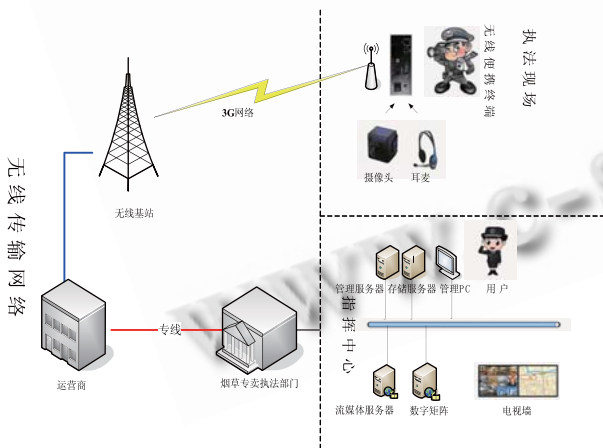 无线传输网络
3G网络
无线基站
运营商
专线
烟草专卖执法部门
执法现场
无线便携终端
摄像头
耳麦
指挥中心
管理服务器
存储服务器
管理PC
用 户
流媒体服务器
数字矩阵
电视墙